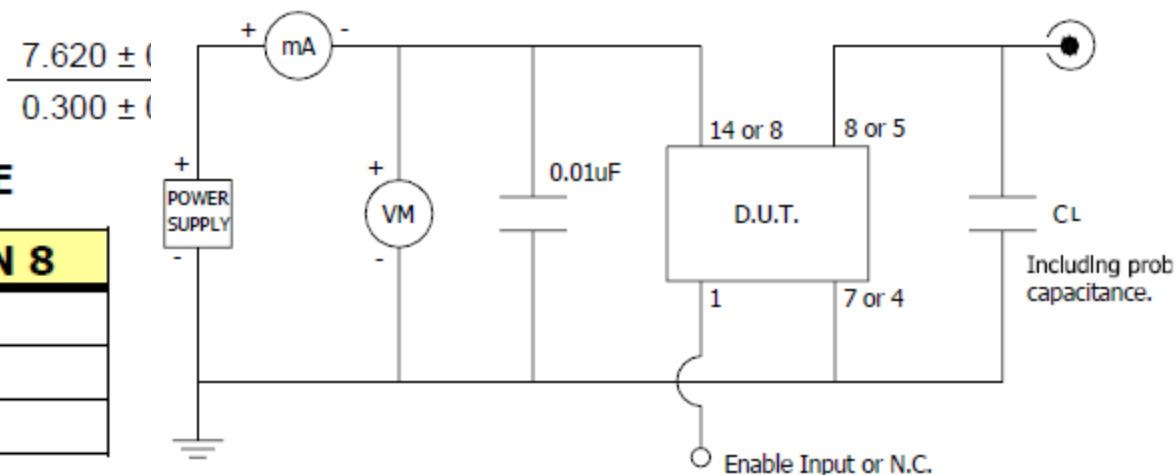 7.620 ±
0.300 ±
E
N 8
+ mA -
+
POWER
SUPPLY
-
+
VM
-
0.01uF
14 or 8
8 or 5
D.U.T.
1
7 or 4
CL
Including prob
capacitance.
Enable Input or N.C.